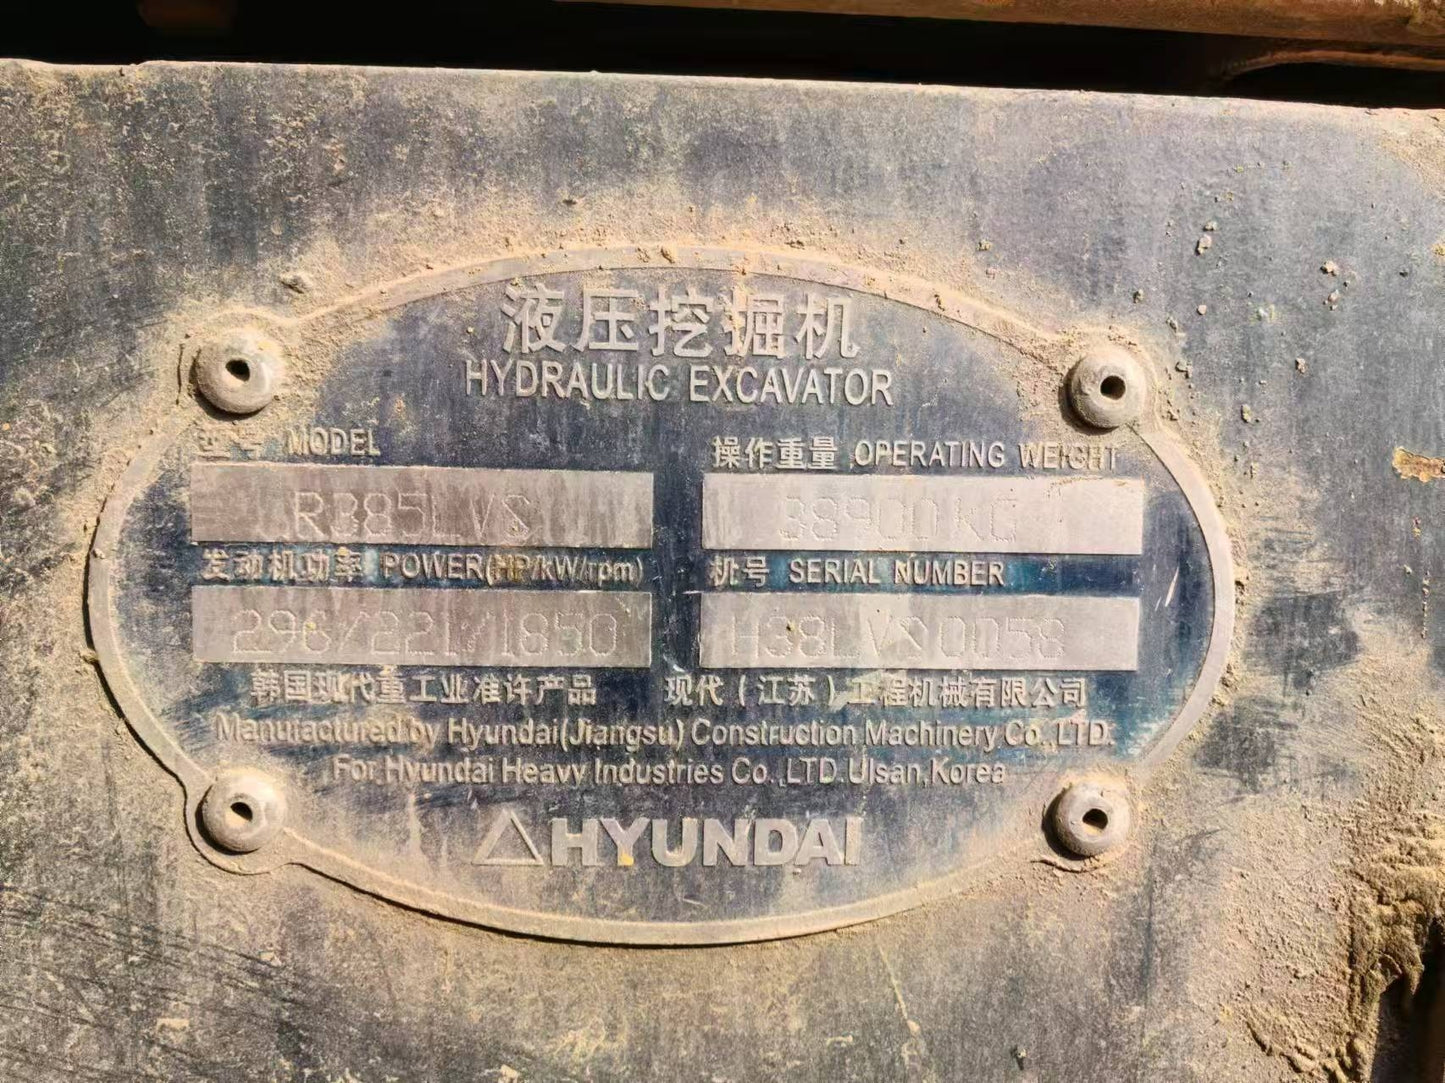 液压挖掘机
HYDRAULIC EXCAVATOR
型号 MODEL
操作重量 OPERATING WEIGHT
R385LVS
38900KG
发动机功率 POWER(HP/kW/rpm)
机号 SERIAL NUMBER
296/221/1850
H38LVS0058
韩国现代重工业准许产品
现代(江苏)工程机械有限公司
Manufactured by Hyundai(Jiangsu) Construction Machinery Co.,LTD.
For Hyundai Heavy Industries Co.,LTD.Ulsan,Korea
HYUNDAI